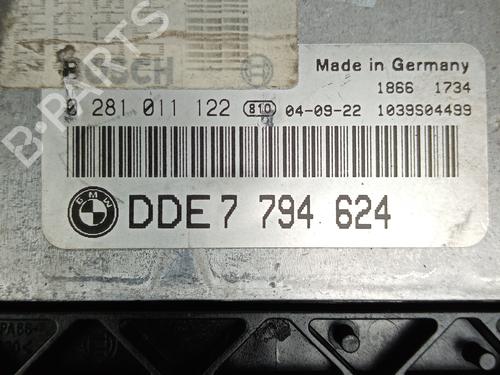 BOSCH
Made in Germany
1866 1734
0 281 011 122 810 04-09-22 1039S04499
BMW DDE 7 794 624
B-PARTS